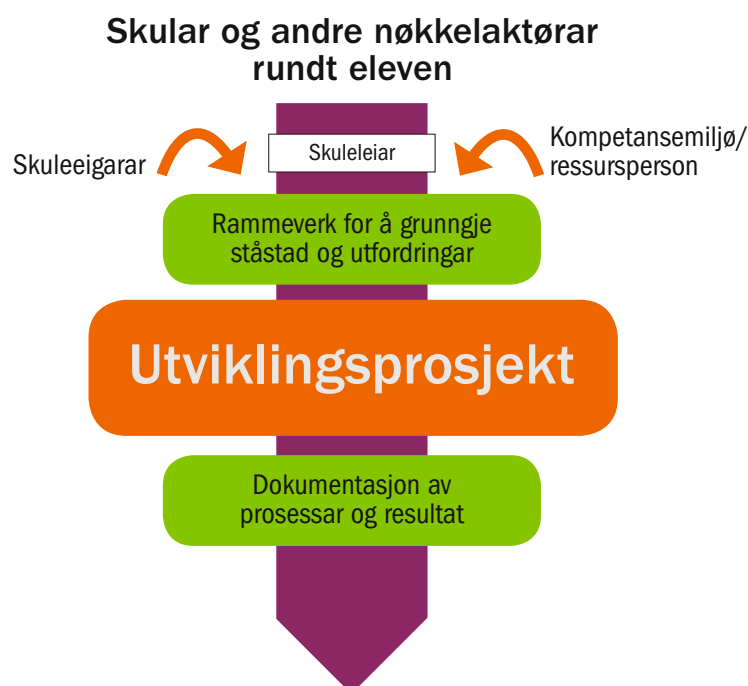 Skular og andre nøkkelaktørar
rundt eleven
Skuleeigarar
Skuleleiar
Kompetansemiljø/
ressursperson
Rammeverk for å grunngje
ståstad og utfordringar
Utviklingsprosjekt
Dokumentasjon av
prosessar og resultat